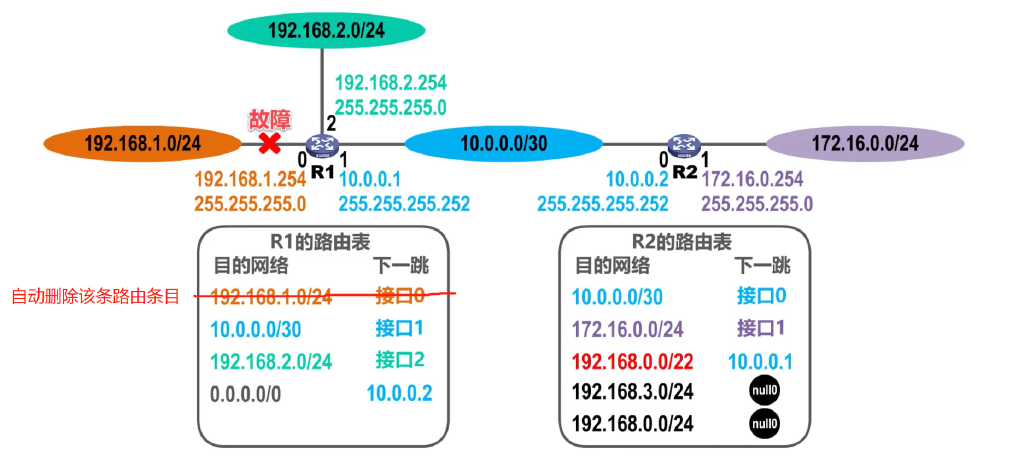 192.168.2.0/24
192.168.2.254
255.255.255.0
故障
2
192.168.1.0/24
10.0.0.0/30
172.16.0.0/24
0
R1
1
0
R2
1
192.168.1.254
255.255.255.0
10.0.0.1
255.255.255.252
10.0.0.2
255.255.255.252
172.16.0.254
255.255.255.0
R1的路由表
目的网络 下一跳
自动删除该条路由条目
192.168.1.0/24 接口0
10.0.0.0/30 接口1
192.168.2.0/24 接口2
0.0.0.0/0 10.0.0.2
R2的路由表
目的网络 下一跳
10.0.0.0/30 接口0
172.16.0.0/24 接口1
192.168.0.0/22 10.0.0.1
192.168.3.0/24 null0
192.168.0.0/24 null0